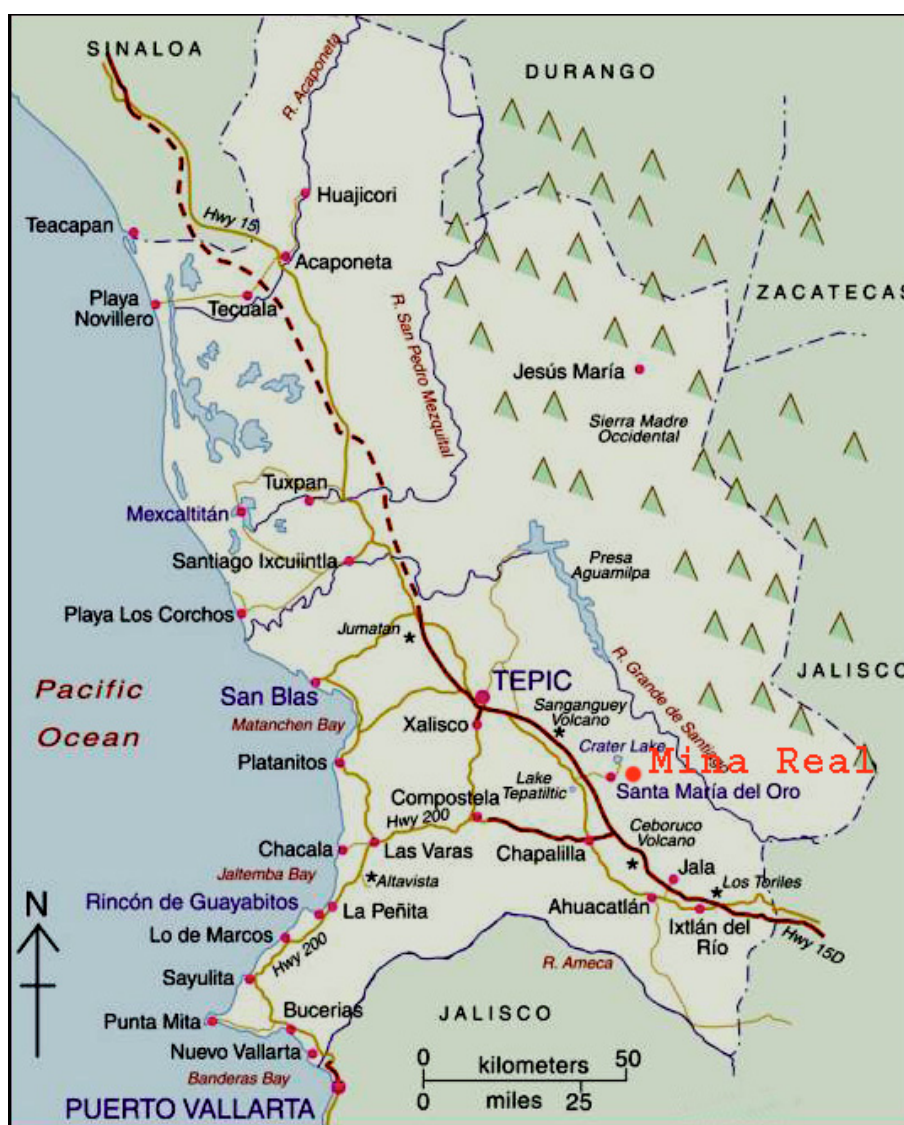 SINALOA
DURANGO
R. Acaponeta
Huajicori
Teacapan
Hwy 15
Acaponeta
Playa
Novillero
Tecuala
ZACATECAS
R. San Pedro Mezquital
Jesús María
Sierra Madre
Occidental
Tuxpan
Mexcaltitán
Santiago Ixcuiintla
Presa
Aguamilpa
Playa Los Corchos
Jumatan
JALISCO
R. Grande de Santiago
Pacific
Ocean
San Blas
TEPIC
Matanchen Bay
Xalisco
Sanganguey
Volcano
Crater Lake
Mina Real
Platanitos
Lake
Tepatiltic
Santa María del Oro
Compostela
Hwy 200
Ceboruco
Volcano
Chacala
Las Varas
Chapalilla
Jaltemba Bay
Altavista
Jala
Los Toriles
Rincón de Guayabitos
La Peñita
Ahuacatlán
Ixtlán del
Río
N
Lo de Marcos
Hwy 200
Hwy 15D
Sayulita
R. Ameca
Bucerias
Punta Mita
JALISCO
Nuevo Vallarta
Banderas Bay
0 kilometers 50
0 miles 25
PUERTO VALLARTA